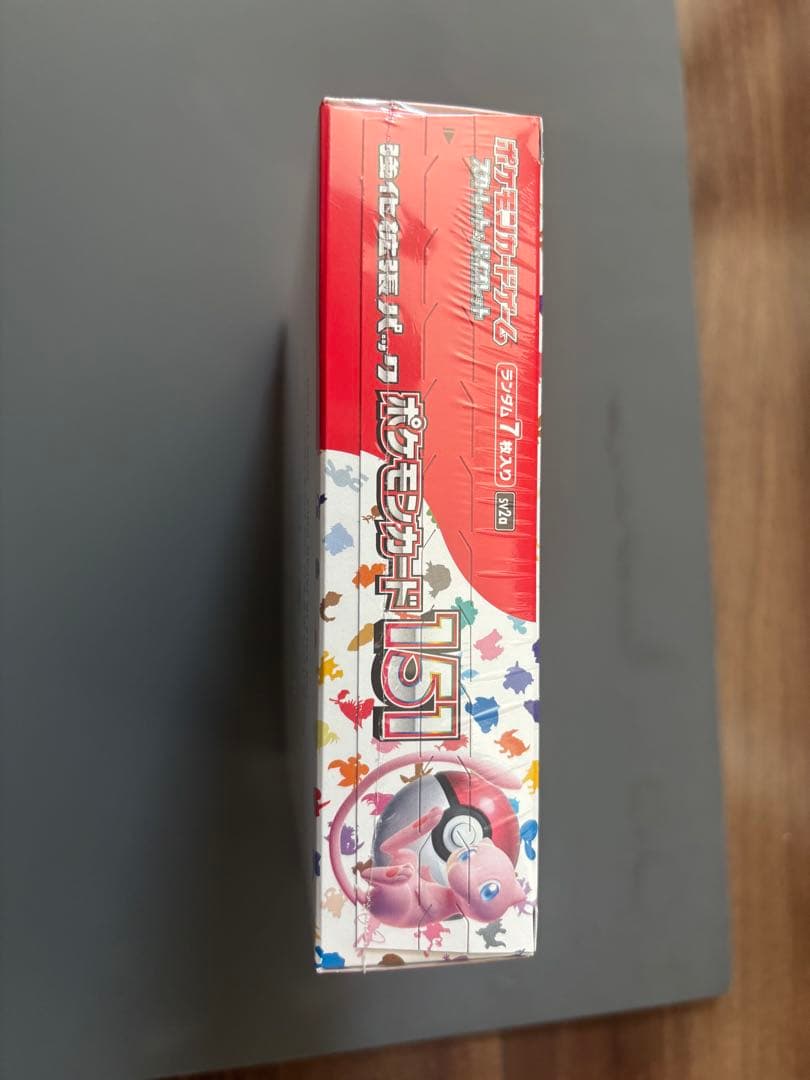 ポケモンカードゲーム
スカーレット&バイオレット
ランダム7枚入り
sv2a
強化拡張パック
ポケモンカード151